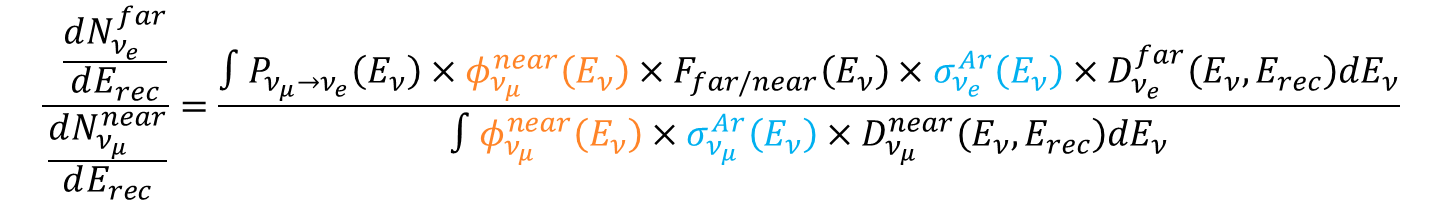 dN_{ν_e}^{far}/dE_{rec} / dN_{ν_μ}^{near}/dE_{rec} = ∫ P_{ν_μ→ν_e}(E_ν) × ϕ_{ν_μ}^{near}(E_ν) × F_{far/near}(E_ν) × σ_{ν_e}^{Ar}(E_ν) × D_{ν_e}^{far}(E_ν, E_{rec})dE_ν / ∫ ϕ_{ν_μ}^{near}(E_ν) × σ_{ν_μ}^{Ar}(E_ν) × D_{ν_μ}^{near}(E_ν, E_{rec})dE_ν